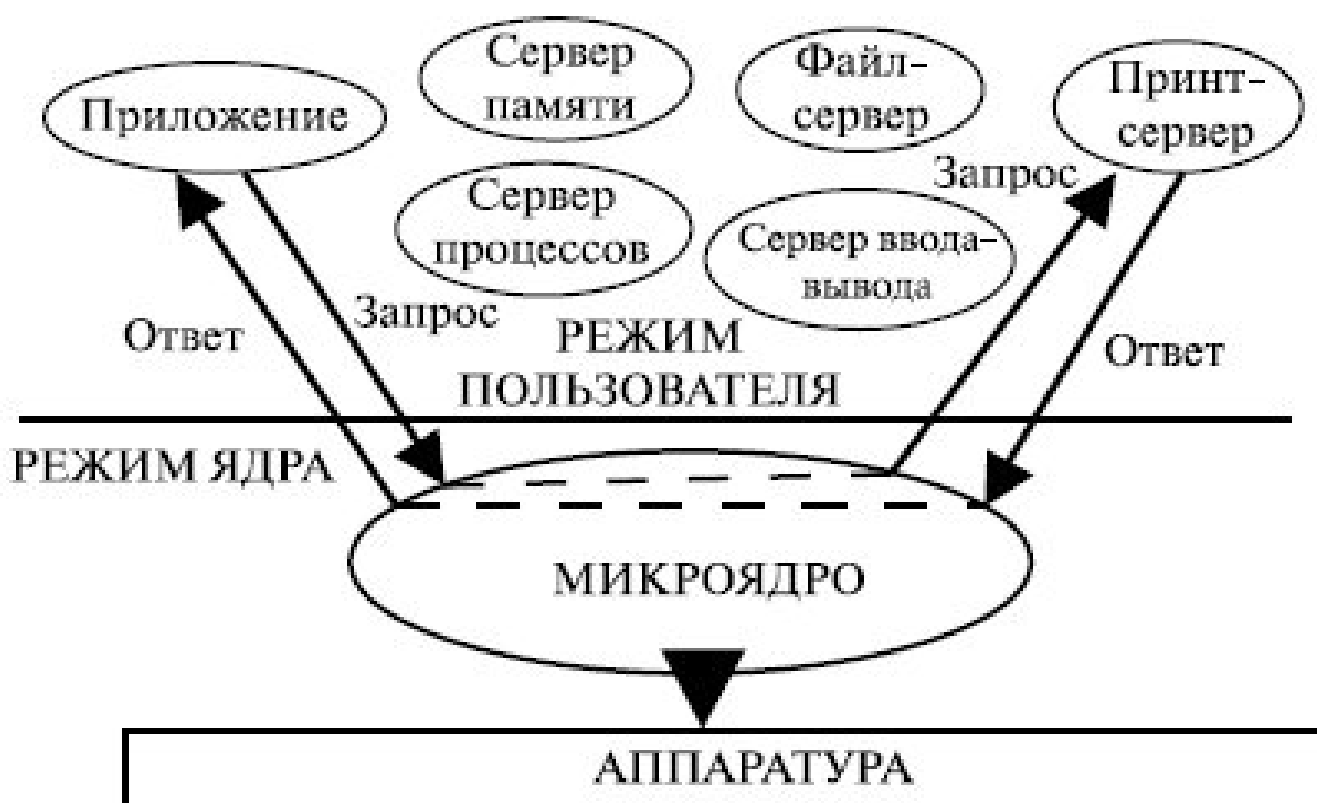 Приложение
Сервер
памяти
Файл-
сервер
Принт-
сервер
Сервер
процессов
Сервер ввода-
вывода
Запрос
Ответ
Запрос
Ответ
РЕЖИМ
ПОЛЬЗОВАТЕЛЯ
РЕЖИМ ЯДРА
МИКРОЯДРО
АППАРАТУРА